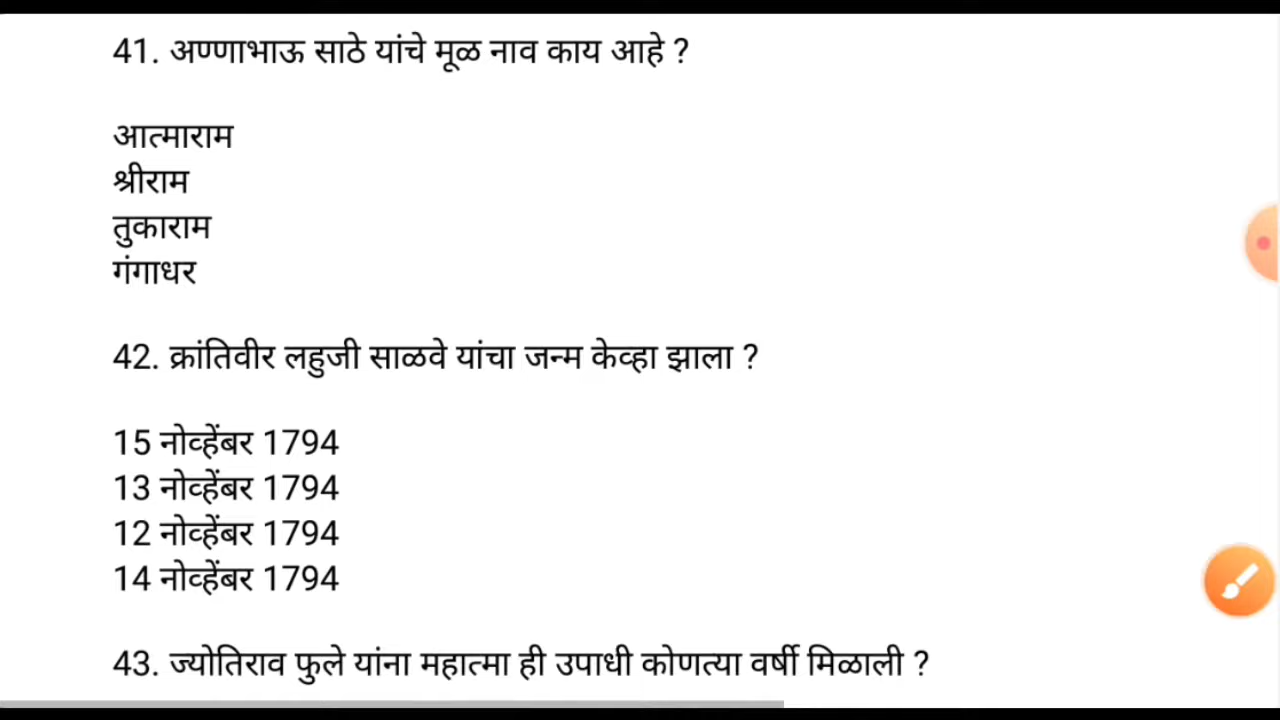 41. अण्णाभाऊ साठे यांचे मूळ नाव काय आहे ?
आत्माराम
श्रीराम
तुकाराम
गंगाधर
42. क्रांतिवीर लहुजी साळवे यांचा जन्म केव्हा झाला ?
15 नोव्हेंबर 1794
13 नोव्हेंबर 1794
12 नोव्हेंबर 1794
14 नोव्हेंबर 1794
43. ज्योतिराव फुले यांना महात्मा ही उपाधी कोणत्या वर्षी मिळाली ?